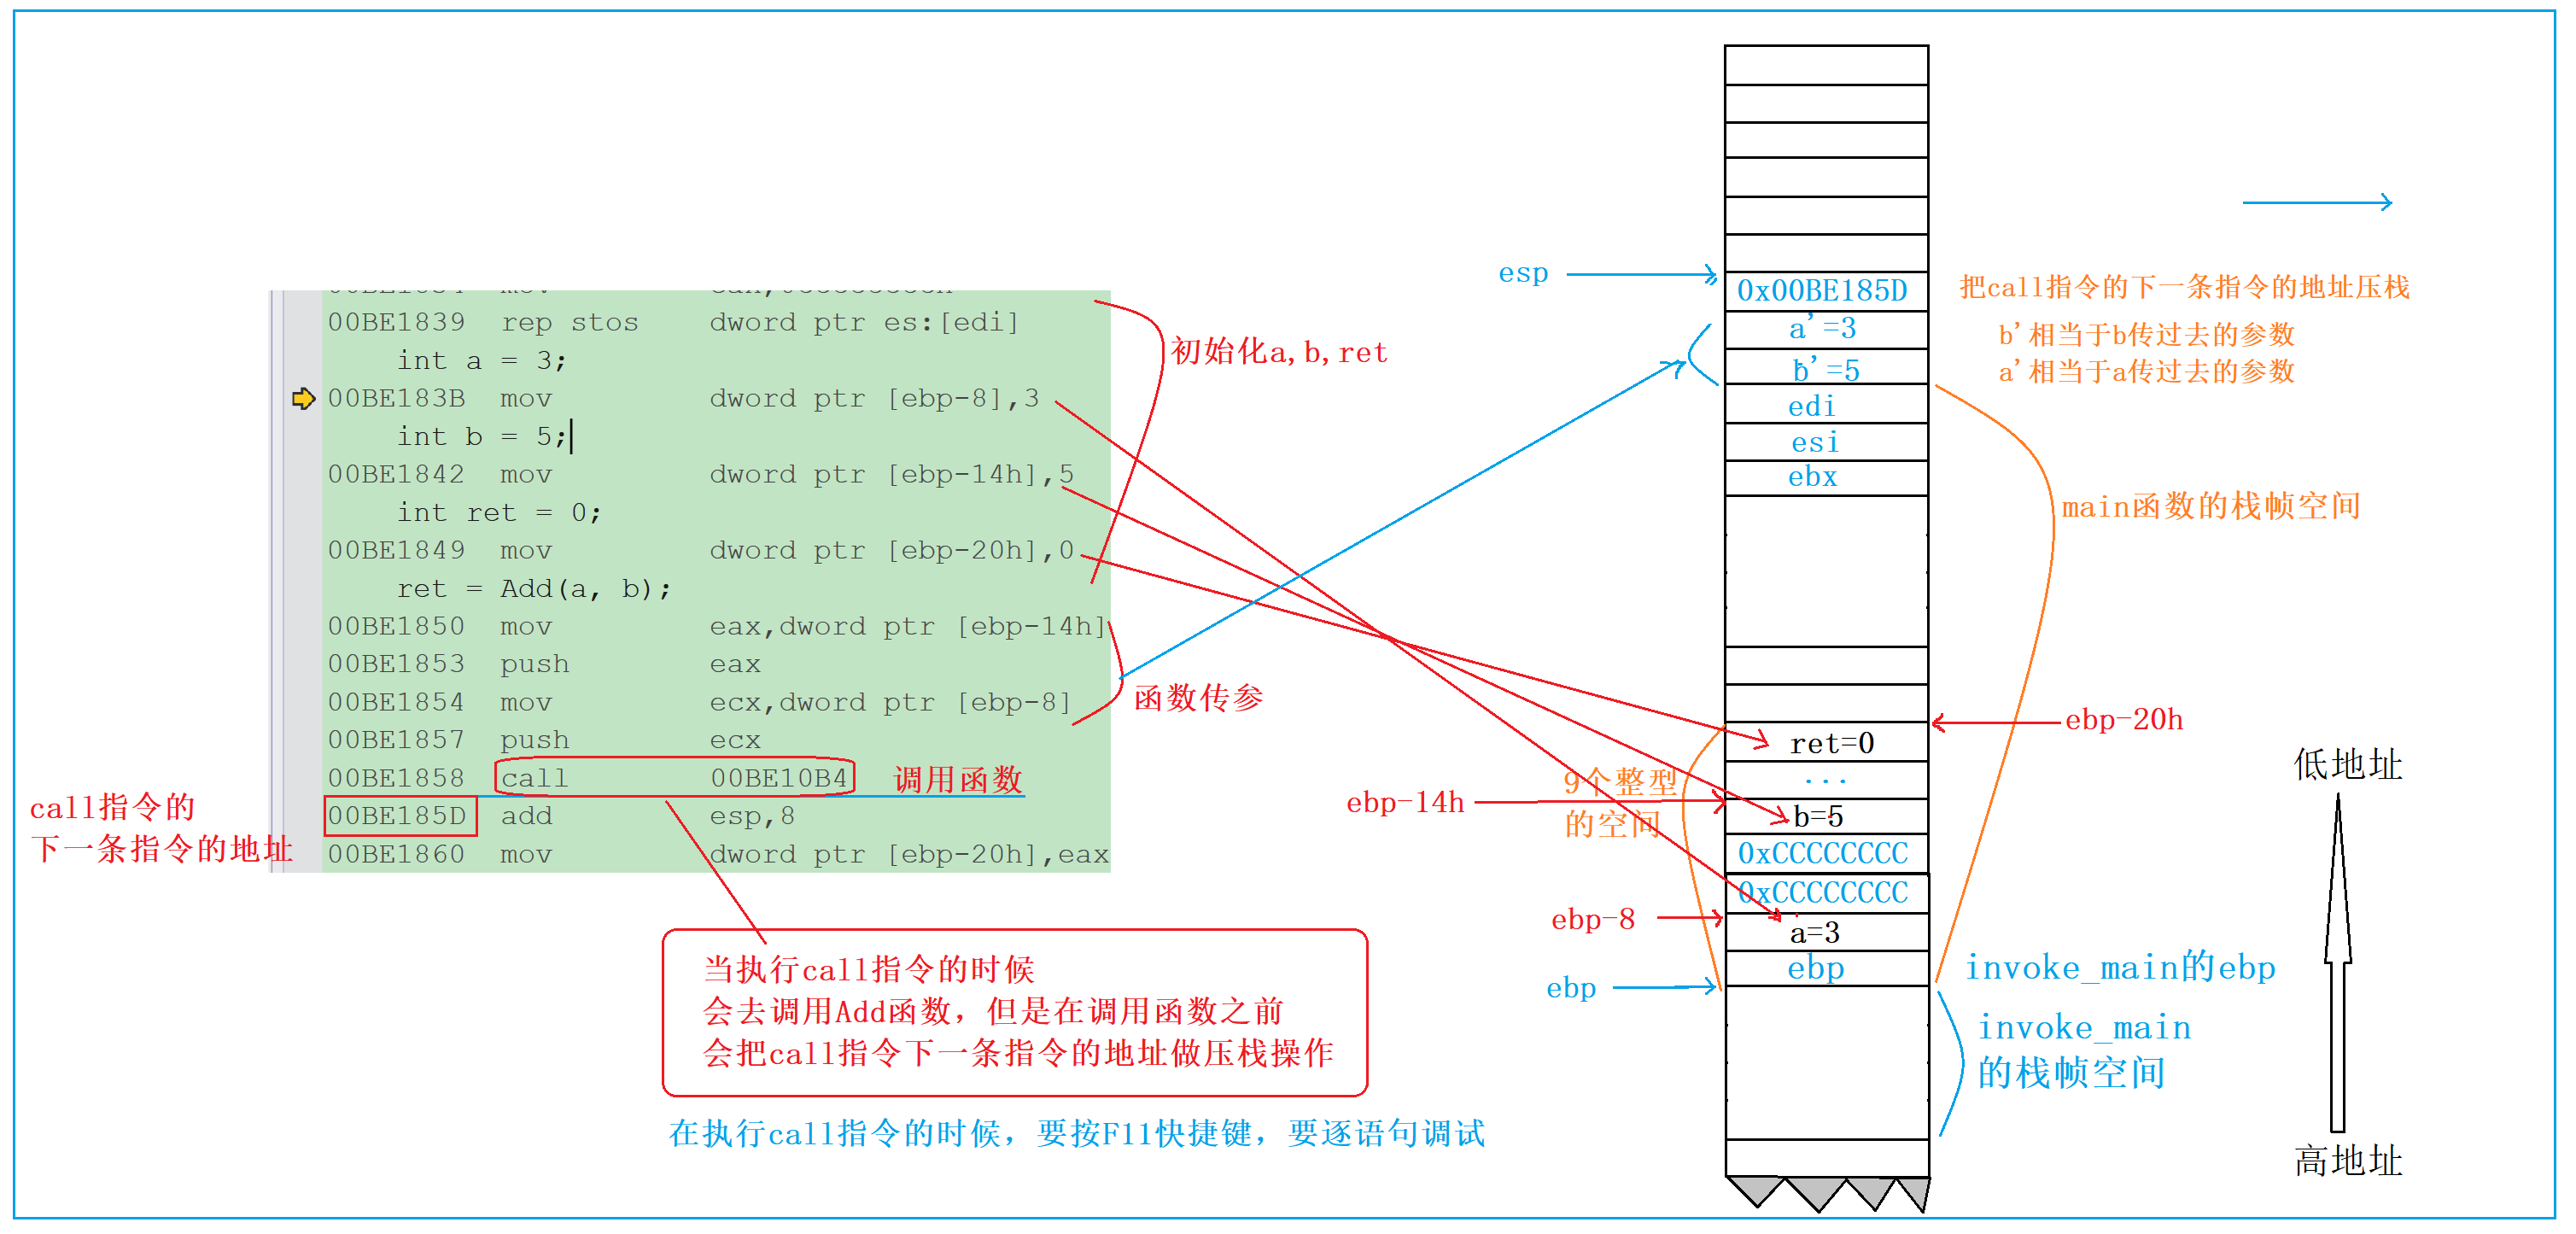 00BE1839 rep stos dword ptr es:[edi]
int a = 3;
00BE183B mov dword ptr [ebp-8],3
int b = 5;
00BE1842 mov dword ptr [ebp-14h],5
int ret = 0;
00BE1849 mov dword ptr [ebp-20h],0
ret = Add(a, b);
00BE1850 mov eax,dword ptr [ebp-14h]
00BE1853 push eax
00BE1854 mov ecx,dword ptr [ebp-8]
00BE1857 push ecx
00BE1858 call 00BE10B4
00BE185D add esp,8
00BE1860 mov dword ptr [ebp-20h],eax
初始化a,b,ret
函数传参
调用函数
call指令的
下一条指令的地址
当执行call指令的时候
会去调用Add函数，但是在调用函数之前
会把call指令下一条指令的地址做压栈操作
在执行call指令的时候，要按F11快捷键，要逐语句调试
esp
0x00BE185D
a'=3
b'=5
edi
esi
ebx
ret=0
...
b=5
0xCCCCCCCC
0xCCCCCCCC
a=3
ebp
9个整型
的空间
ebp-14h
ebp-8
ebp
把call指令的下一条指令的地址压栈
b'相当于b传过去的参数
a'相当于a传过去的参数
main函数的栈帧空间
ebp-20h
低地址
invoke_main的ebp
invoke_main
的栈帧空间
高地址